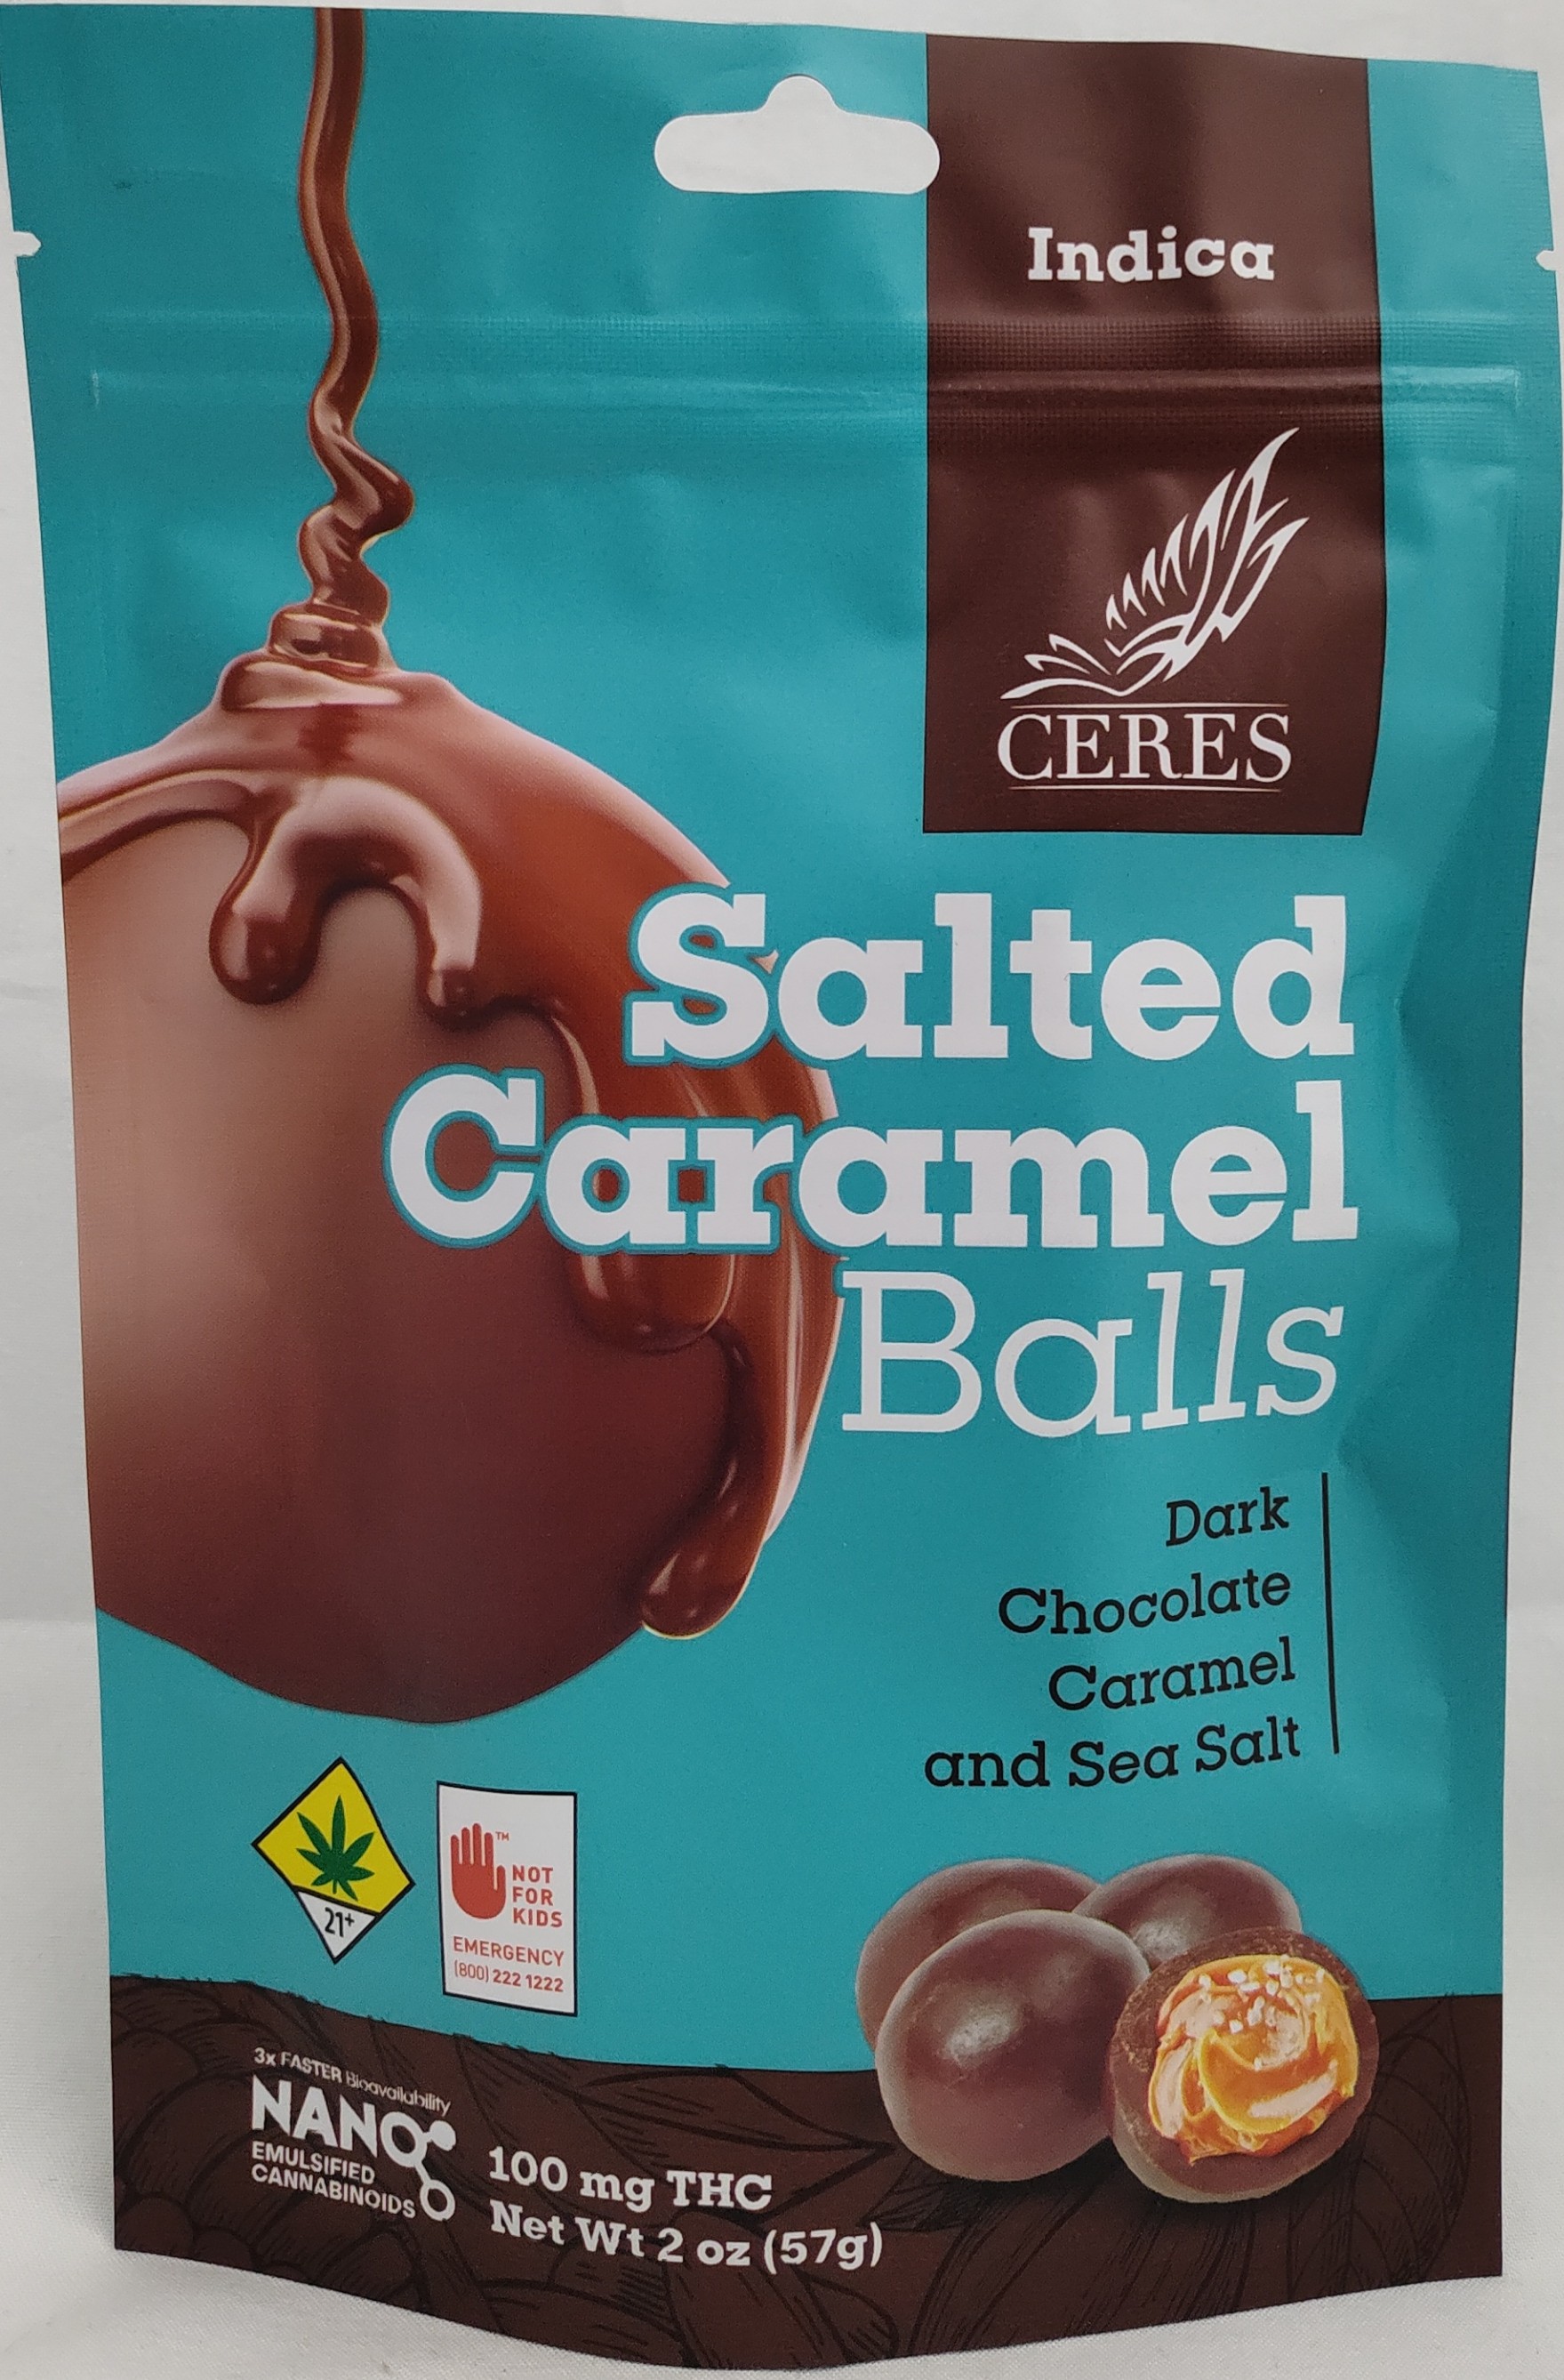 Indica
CERES
Salted
Caramel
Balls
Dark
Chocolate
Caramel
and Sea Salt
21+
™
NOT
FOR
KIDS
EMERGENCY
(800) 222 1222
3x FASTER Bioavailability
NANO
EMULSIFIED
CANNABINOIDS
100 mg THC
Net Wt 2 oz (57g)